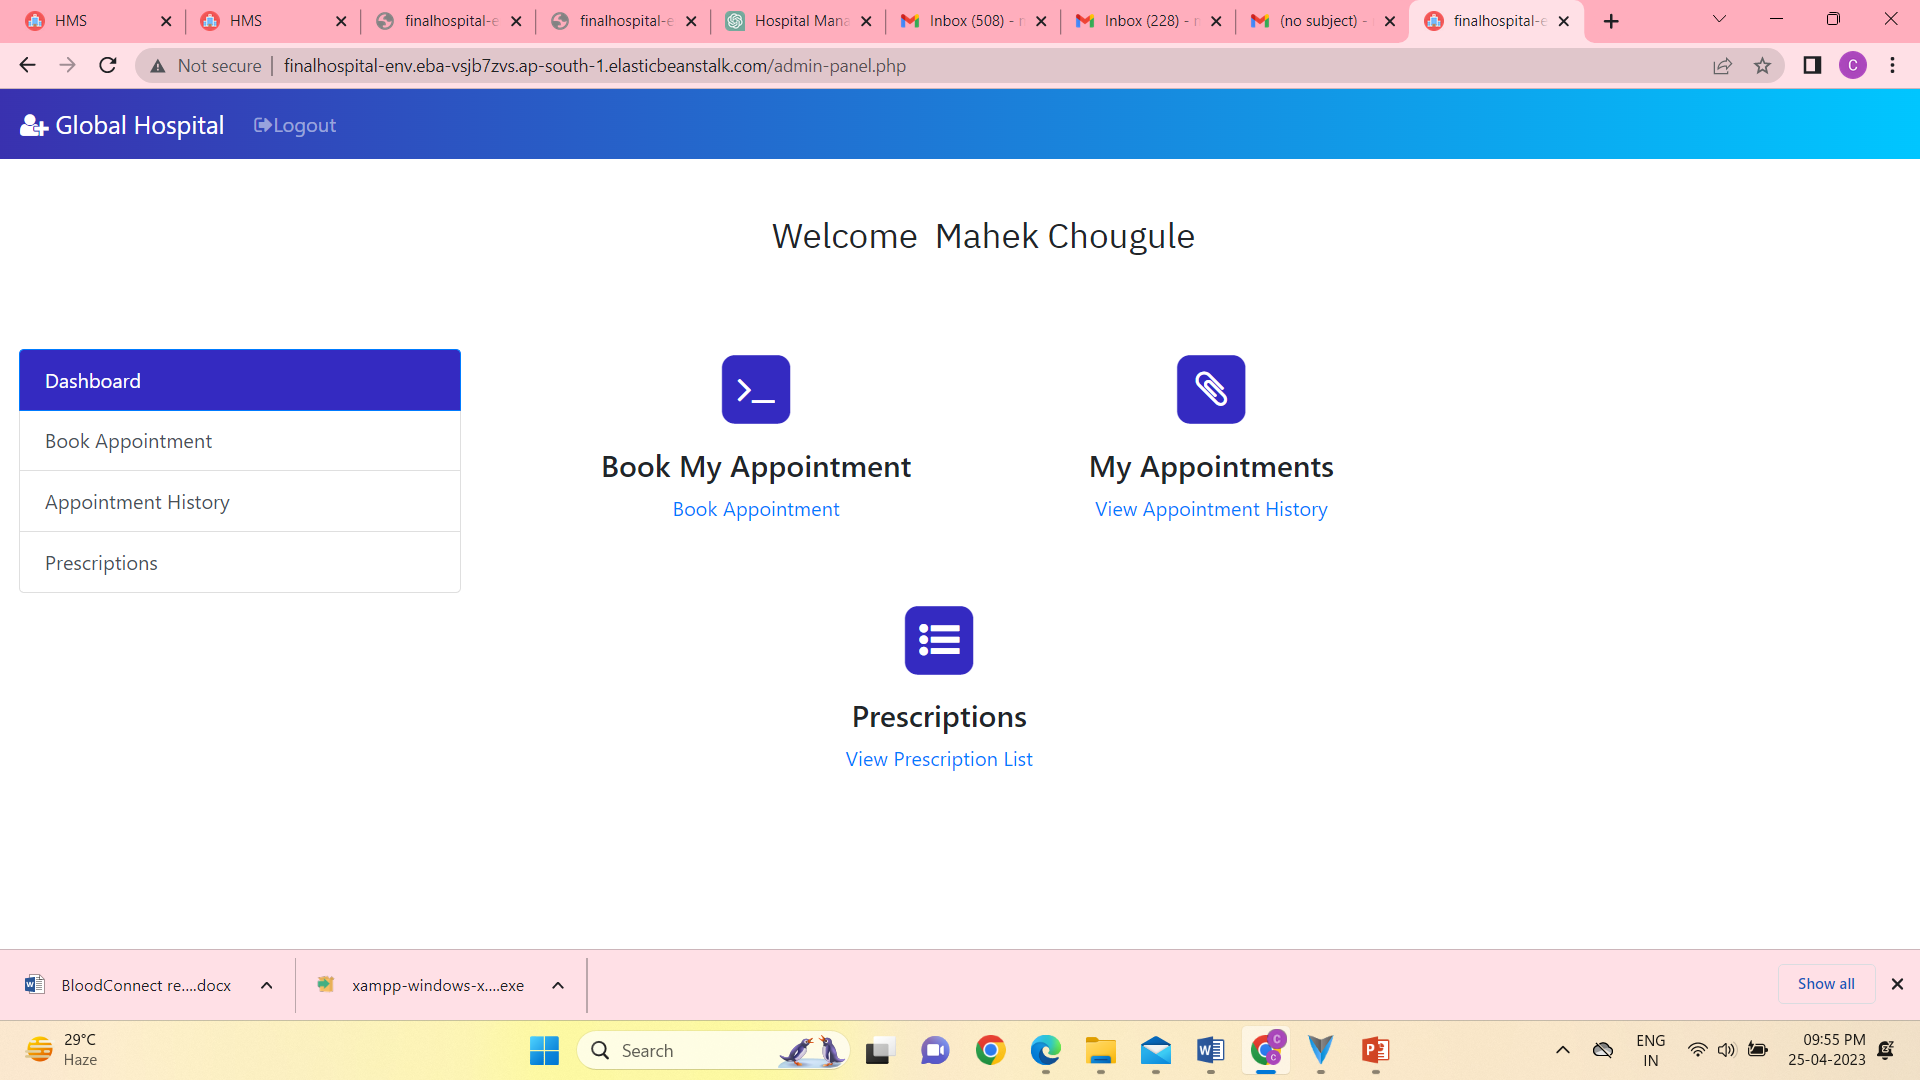 HMS
HMS
finalhospital-e
finalhospital-e
Hospital Mana
Inbox (508) - n
Inbox (228) - n
(no subject) -
finalhospital-e
Not secure
finalhospital-env.eba-vsjb7zvs.ap-south-1.elasticbeanstalk.com/admin-panel.php
C
Global Hospital
Logout
Welcome Mahek Chougule
Dashboard
Book Appointment
Appointment History
Prescriptions
Book My Appointment
Book Appointment
My Appointments
View Appointment History
Prescriptions
View Prescription List
BloodConnect re....docx
xampp-windows-x....exe
Show all
29°C
Haze
Search
ENG
IN
09:55 PM
25-04-2023